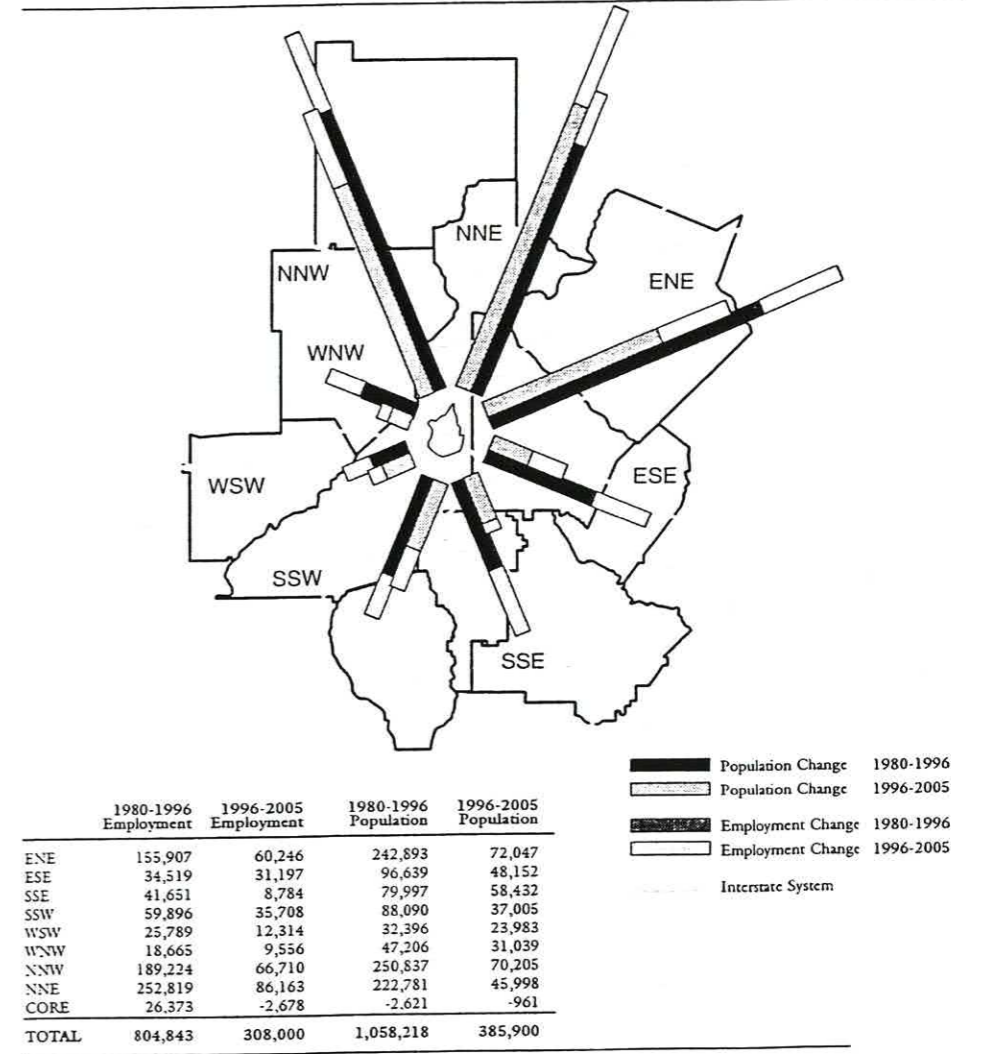 NNE
NNW
ENE
WNW
ESE
WSW
SSW
SSE
Population Change 1980-1996
Population Change 1996-2005
Employment Change 1980-1996
Employment Change 1996-2005
Interstate System
1980-1996 1996-2005 1980-1996 1996-2005
Employment Employment Population Population
ENE 155,907 60,246 242,893 72,047
ESE 34,519 31,197 96,639 48,152
SSE 41,651 8,784 79,997 58,432
SSW 59,896 35,708 88,090 37,005
WSW 25,789 12,314 32,396 23,983
WNW 18,665 9,556 47,206 31,039
NNW 189,224 66,710 250,837 70,205
NNE 252,819 86,163 222,781 45,998
CORE 26,373 -2,678 -2.621 -961
TOTAL 804,843 308,000 1,058,218 385,900